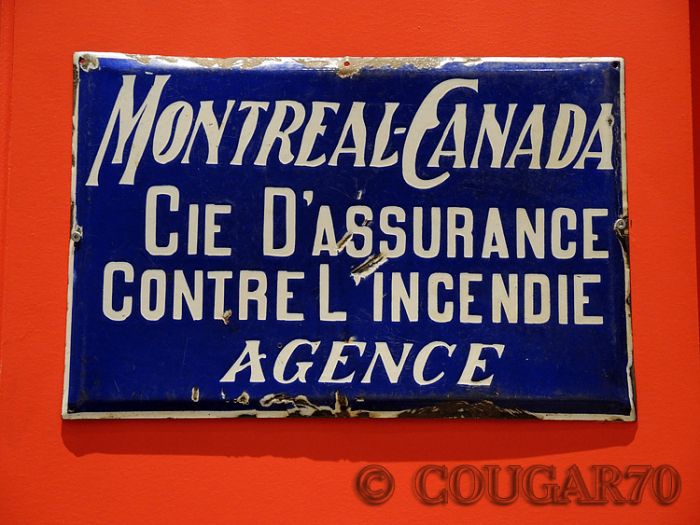 MONTREAL-CANADA
CIE D'ASSURANCE
CONTRE L'INCENDIE
AGENCE
© COUGAR70